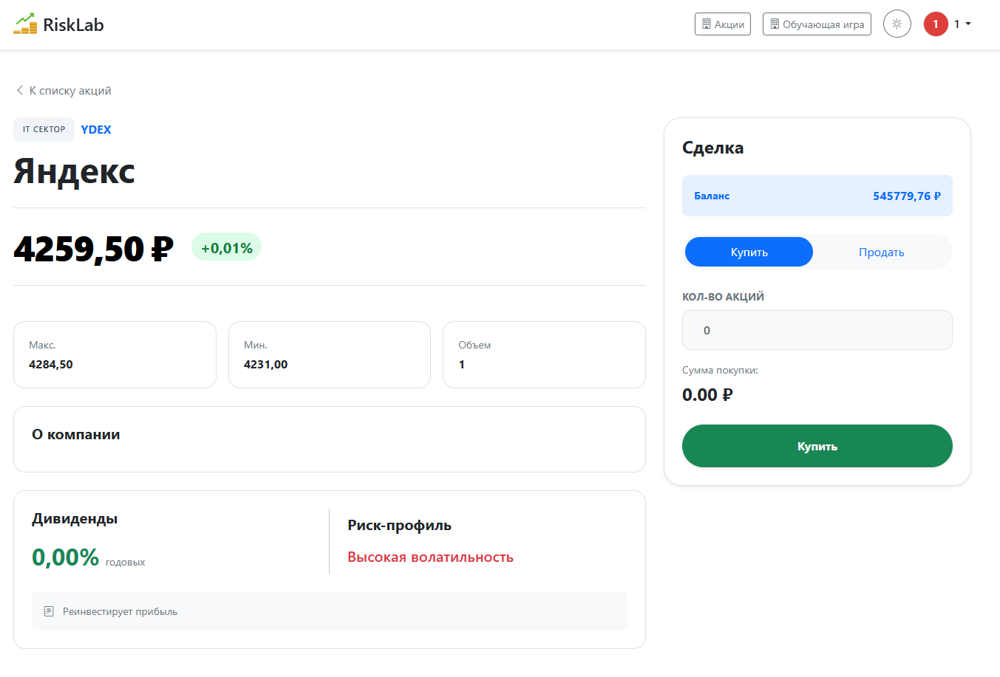 RiskLab
Акции
Обучающая игра
1
1
К списку акций
IT СЕКТОР
YDEX
Яндекс
4259,50 ₽
+0,01%
Макс.
4284,50
Мин.
4231,00
Объем
1
О компании
Дивиденды
0,00% годовых
Риск-профиль
Высокая волатильность
Реинвестирует прибыль
Сделка
Баланс
545779,76 ₽
Купить
Продать
КОЛ-ВО АКЦИЙ
0
Сумма покупки:
0.00 ₽
Купить